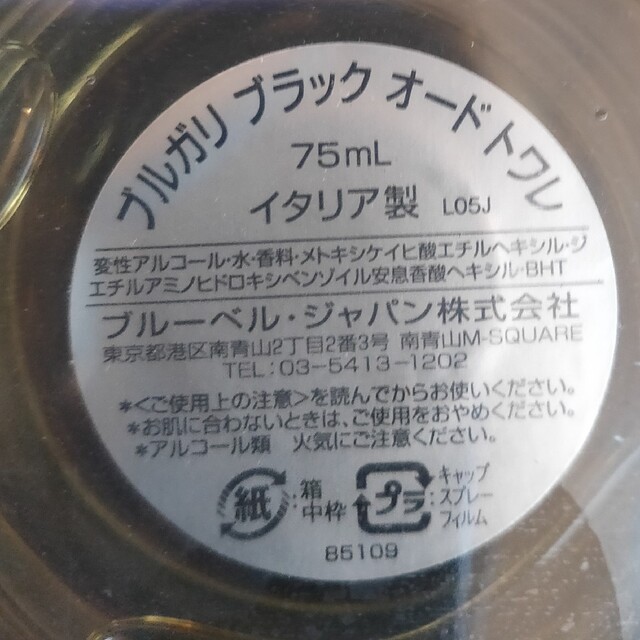 ブルガリ ブラック オード トワレ
75mL
イタリア製 L05J
変性アルコール・水・香料・メトキシケイヒ酸エチルヘキシル・ジ
エチルアミノヒドロキシベンゾイル安息香酸ヘキシル・BHT
ブルーベル・ジャパン株式会社
東京都港区南青山2丁目2番3号 南青山M-SQUARE
TEL:03-5413-1202
*<ご使用上の注意>を読んでからお使いください。
*お肌に合わないときは、ご使用をおやめください。
*アルコール類 火気にご注意ください。
紙 :箱 :中枠
プラ :キャップ :スプレー フィルム
85109